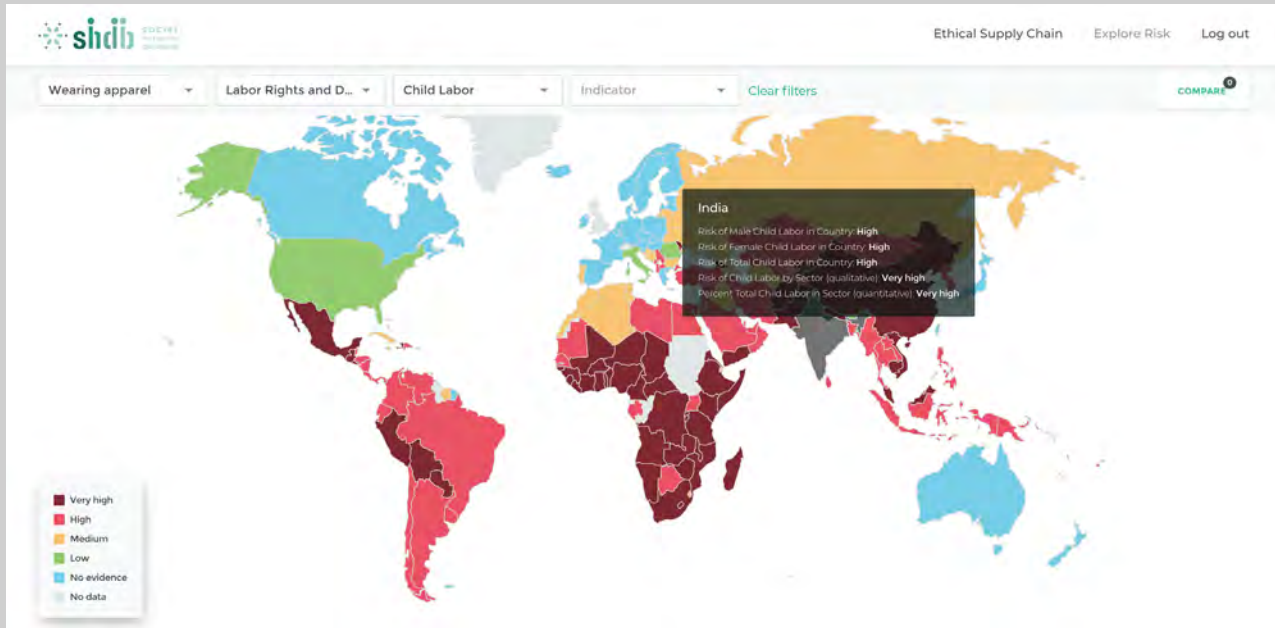 shdb SOCIAL
Ethical Supply Chain
Explore Risk
Log out
Wearing apparel
Labor Rights and D...
Child Labor
Indicator
Clear filters
COMPARE
0
India
Risk of Male Child Labor in Country: High
Risk of Female Child Labor in Country: High
Risk of Total Child Labor in Country: High
Risk of Child Labor by Sector (qualitative): Very high
Percent Total Child Labor in Sector (quantitative): Very high
Very high
High
Medium
Low
No evidence
No data